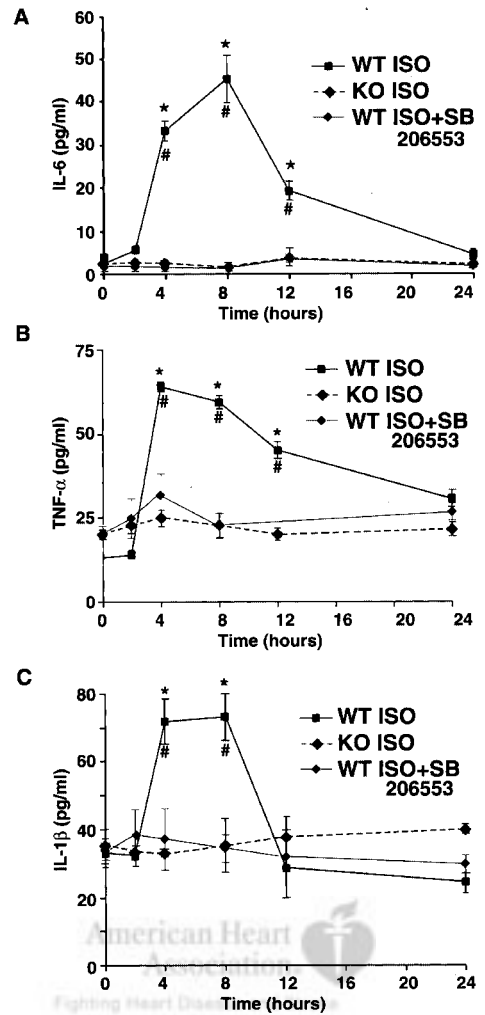 A
IL-6 (pg/ml)
60
50
40
30
20
10
0
* * *
# # #
WT ISO
KO ISO
WT ISO+SB
206553
0 4 8 12 16 20 24
Time (hours)
B
TNF-α (pg/ml)
75
50
25
0
* * *
# # #
WT ISO
KO ISO
WT ISO+SB
206553
0 4 8 12 16 20 24
Time (hours)
C
IL-1β (pg/ml)
80
60
40
20
0
* *
# #
WT ISO
KO ISO
WT ISO+SB
206553
American Heart
Association
0 4 8 12 16 20 24
Time (hours)
Fighting Heart